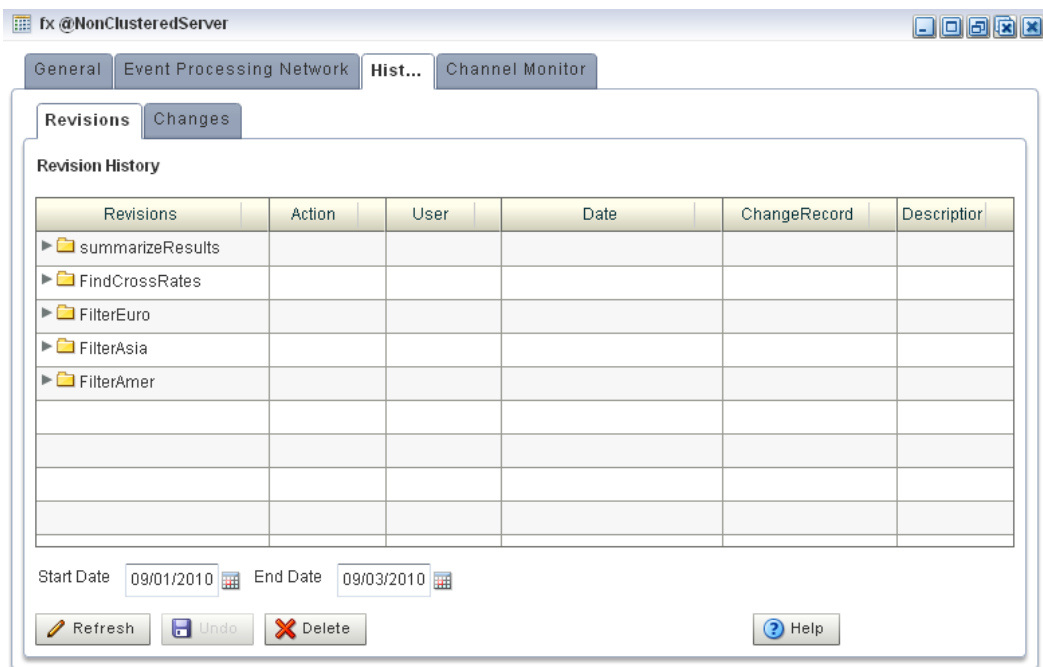 fx @NonClusteredServer
General Event Processing Network Hist... Channel Monitor
Revisions Changes
Revision History
Revisions Action User Date ChangeRecord Description
summarizeResults
FindCrossRates
FilterEuro
FilterAsia
FilterAmer
Start Date 09/01/2010 End Date 09/03/2010
Refresh Undo Delete Help